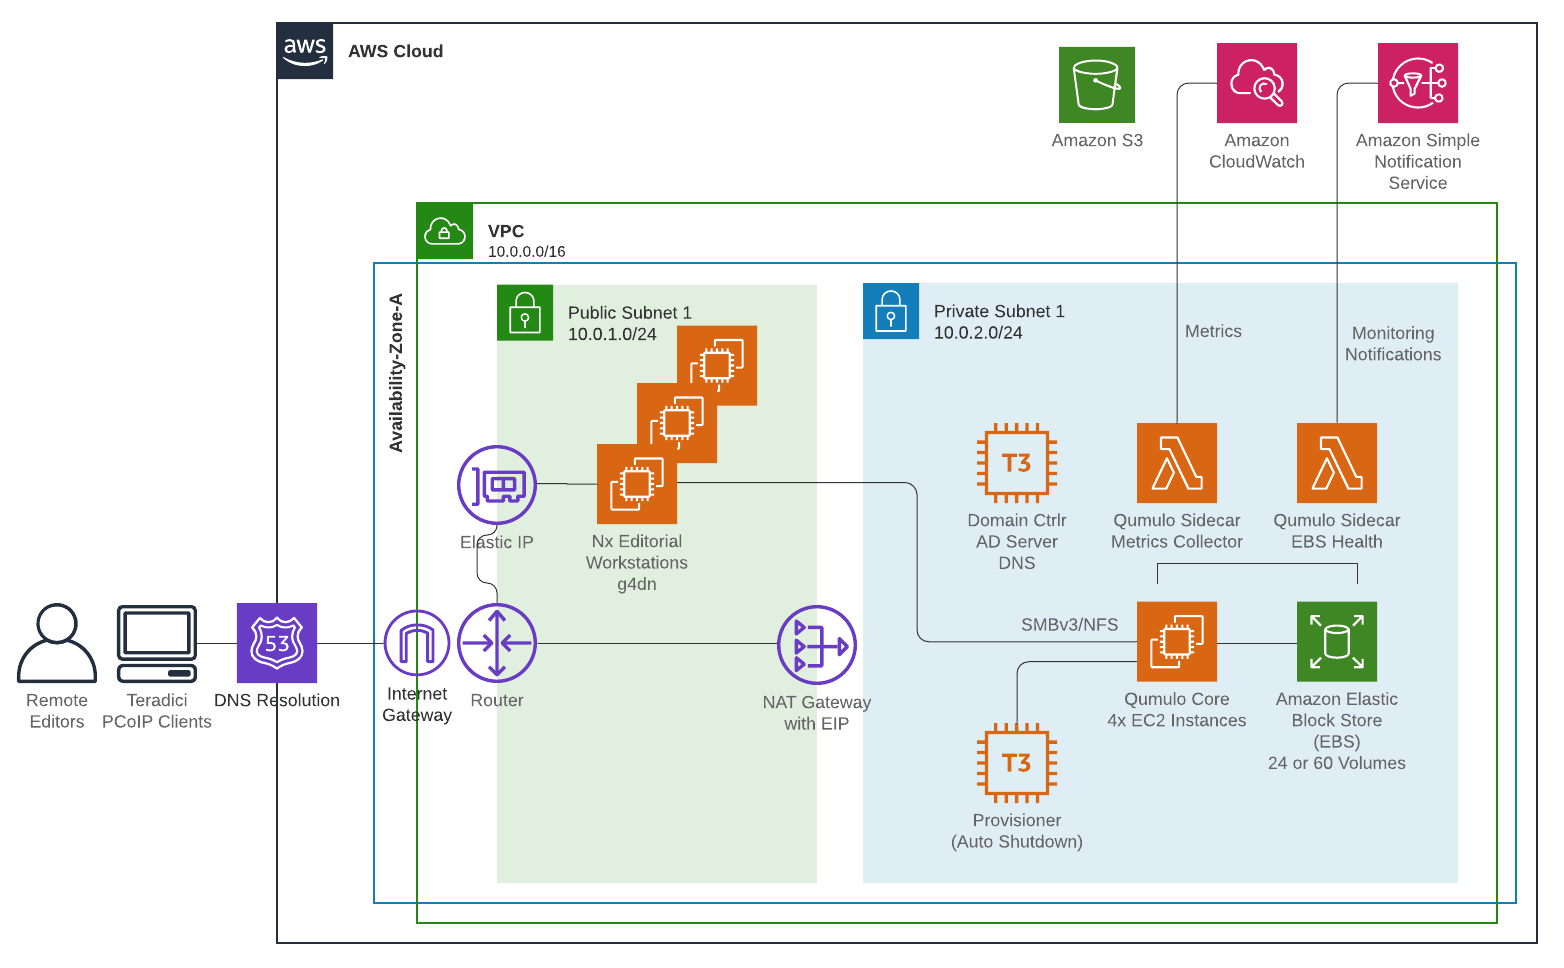 aws
AWS Cloud
Amazon S3
Amazon
CloudWatch
Amazon Simple
Notification
Service
VPC
10.0.0.0/16
Availability-Zone-A
Public Subnet 1
10.0.1.0/24
Private Subnet 1
10.0.2.0/24
Metrics
Monitoring
Notifications
Elastic IP
Nx Editorial
Workstations
g4dn
T3
Domain Ctrlr
AD Server
DNS
Qumulo Sidecar
Metrics Collector
Qumulo Sidecar
EBS Health
Remote
Editors
Teradici
PCoIP Clients
53
DNS Resolution
Internet
Gateway
Router
NAT Gateway
with EIP
SMBv3/NFS
Qumulo Core
4x EC2 Instances
Amazon Elastic
Block Store
(EBS)
24 or 60 Volumes
T3
Provisioner
(Auto Shutdown)